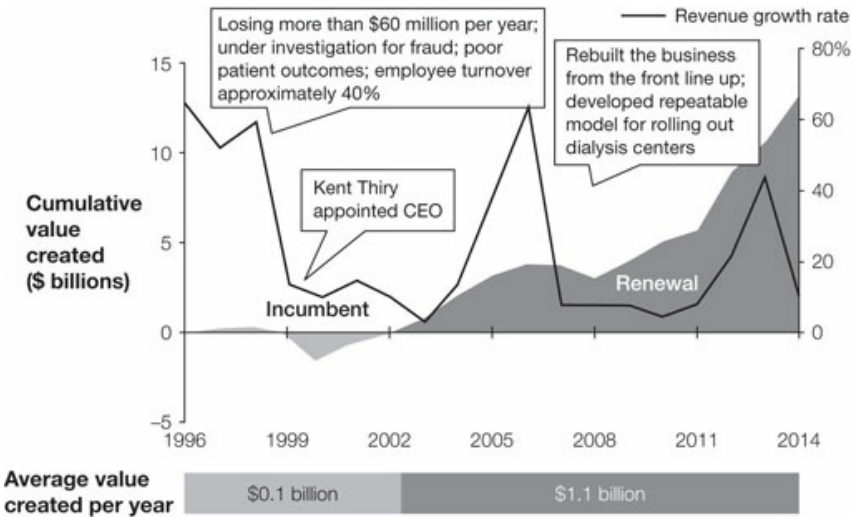 Revenue growth rate
Losing more than $60 million per year;
under investigation for fraud; poor
patient outcomes; employee turnover
approximately 40%
Rebuilt the business
from the front line up;
developed repeatable
model for rolling out
dialysis centers
Kent Thiry
appointed CEO
Cumulative
value
created
($ billions)
15
10
5
0
–5
80%
60
40
20
0
Incumbent
Renewal
1996
1999
2002
2005
2008
2011
2014
Average value
created per year
$0.1 billion
$1.1 billion